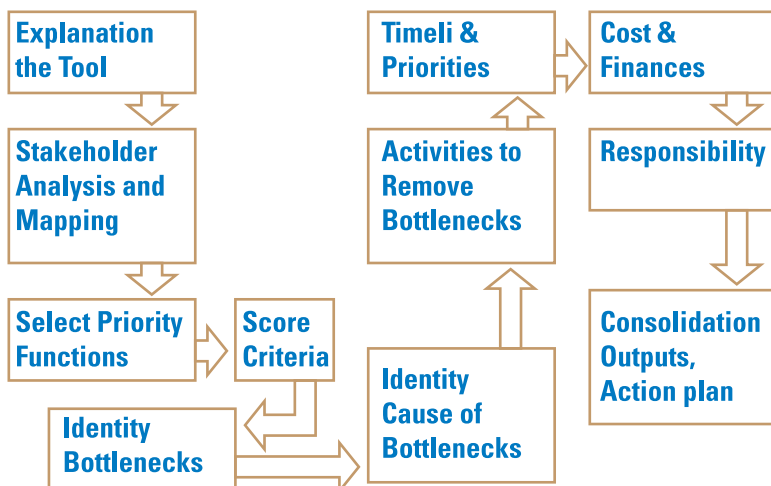 Explanation
the Tool
Stakeholder
Analysis and
Mapping
Select Priority
Functions
Score
Criteria
Identity
Bottlenecks
Identity
Cause of
Bottlenecks
Activities to
Remove
Bottlenecks
Timeli &
Priorities
Cost &
Finances
Responsibility
Consolidation
Outputs,
Action plan